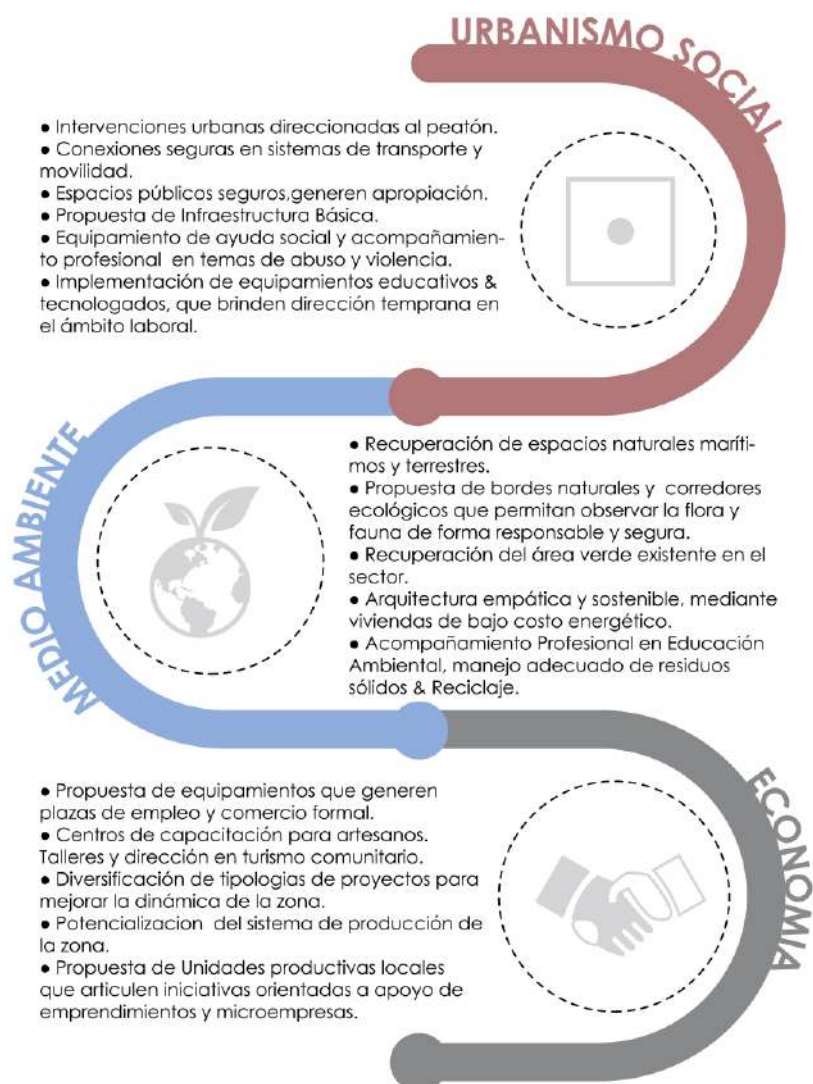 URBANISMO SOCIAL
● Intervenciones urbanas direccionadas al peatón.
● Conexiones seguras en sistemas de transporte y
movilidad.
● Espacios públicos seguros,generen apropiación.
● Propuesta de Infraestructura Básica.
● Equipamiento de ayuda social y acompañamien-
to profesional en temas de abuso y violencia.
● Implementación de equipamientos educativos &
tecnologados, que brinden dirección temprana en
el ámbito laboral.
MEDIO AMBIENTE
● Recuperación de espacios naturales maríti-
mos y terrestres.
● Propuesta de bordes naturales y corredores
ecológicos que permitan observar la flora y
fauna de forma responsable y segura.
● Recuperación del área verde existente en el
sector.
● Arquitectura empática y sostenible, mediante
viviendas de bajo costo energético.
● Acompañamiento Profesional en Educación
Ambiental, manejo adecuado de residuos
sólidos & Reciclaje.
ECONOMIA
● Propuesta de equipamientos que generen
plazas de empleo y comercio formal.
● Centros de capacitación para artesanos.
Talleres y dirección en turismo comunitario.
● Diversificación de tipologias de proyectos para
mejorar la dinámica de la zona.
● Potencializacion del sistema de producción de
la zona.
● Propuesta de Unidades productivas locales
que articulen iniciativas orientadas a apoyo de
emprendimientos y microempresas.